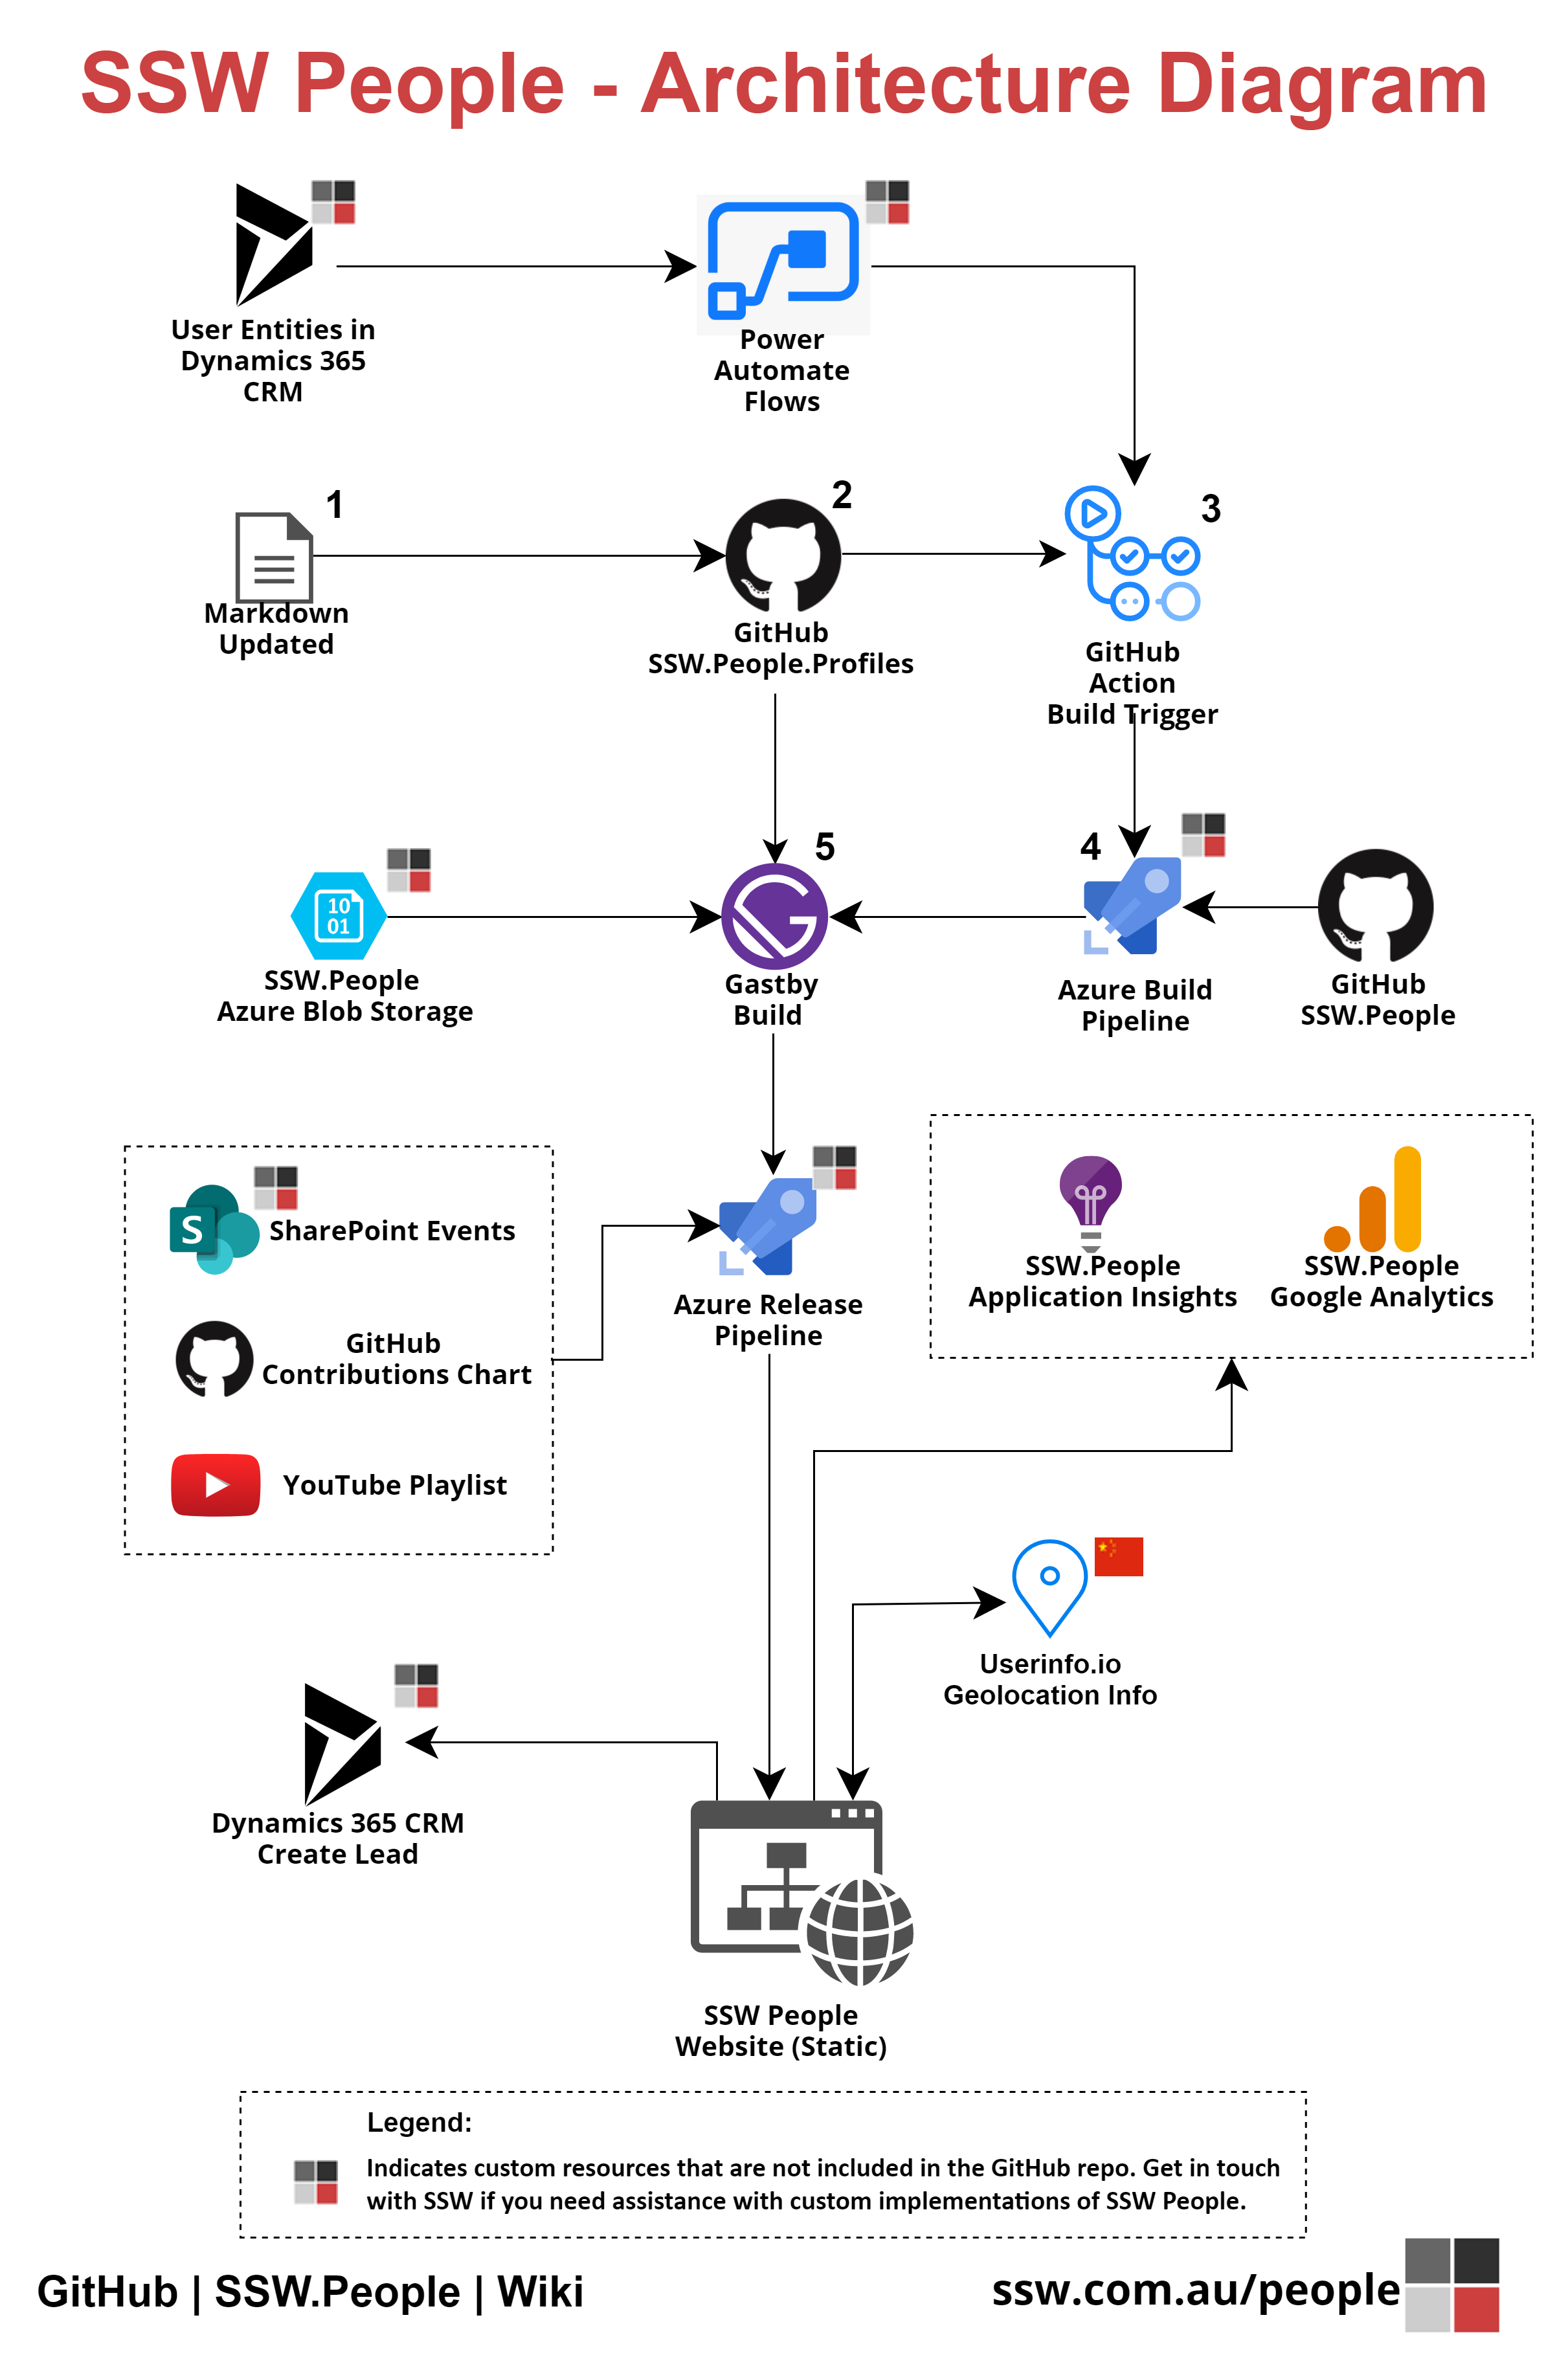 SSW People - Architecture Diagram
User Entities in
Dynamics 365
CRM
Power
Automate
Flows
1
Markdown
Updated
2
GitHub
SSW.People.Profiles
3
GitHub
Action
Build Trigger
10
01
SSW.People
Azure Blob Storage
5
Gastby
Build
4
Azure Build
Pipeline
GitHub
SSW.People
S
SharePoint Events
GitHub
Contributions Chart
YouTube Playlist
Azure Release
Pipeline
SSW.People
Application Insights
SSW.People
Google Analytics
Userinfo.io
Geolocation Info
Dynamics 365 CRM
Create Lead
SSW People
Website (Static)
Legend:
Indicates custom resources that are not included in the GitHub repo. Get in touch
with SSW if you need assistance with custom implementations of SSW People.
GitHub | SSW.People | Wiki
ssw.com.au/people